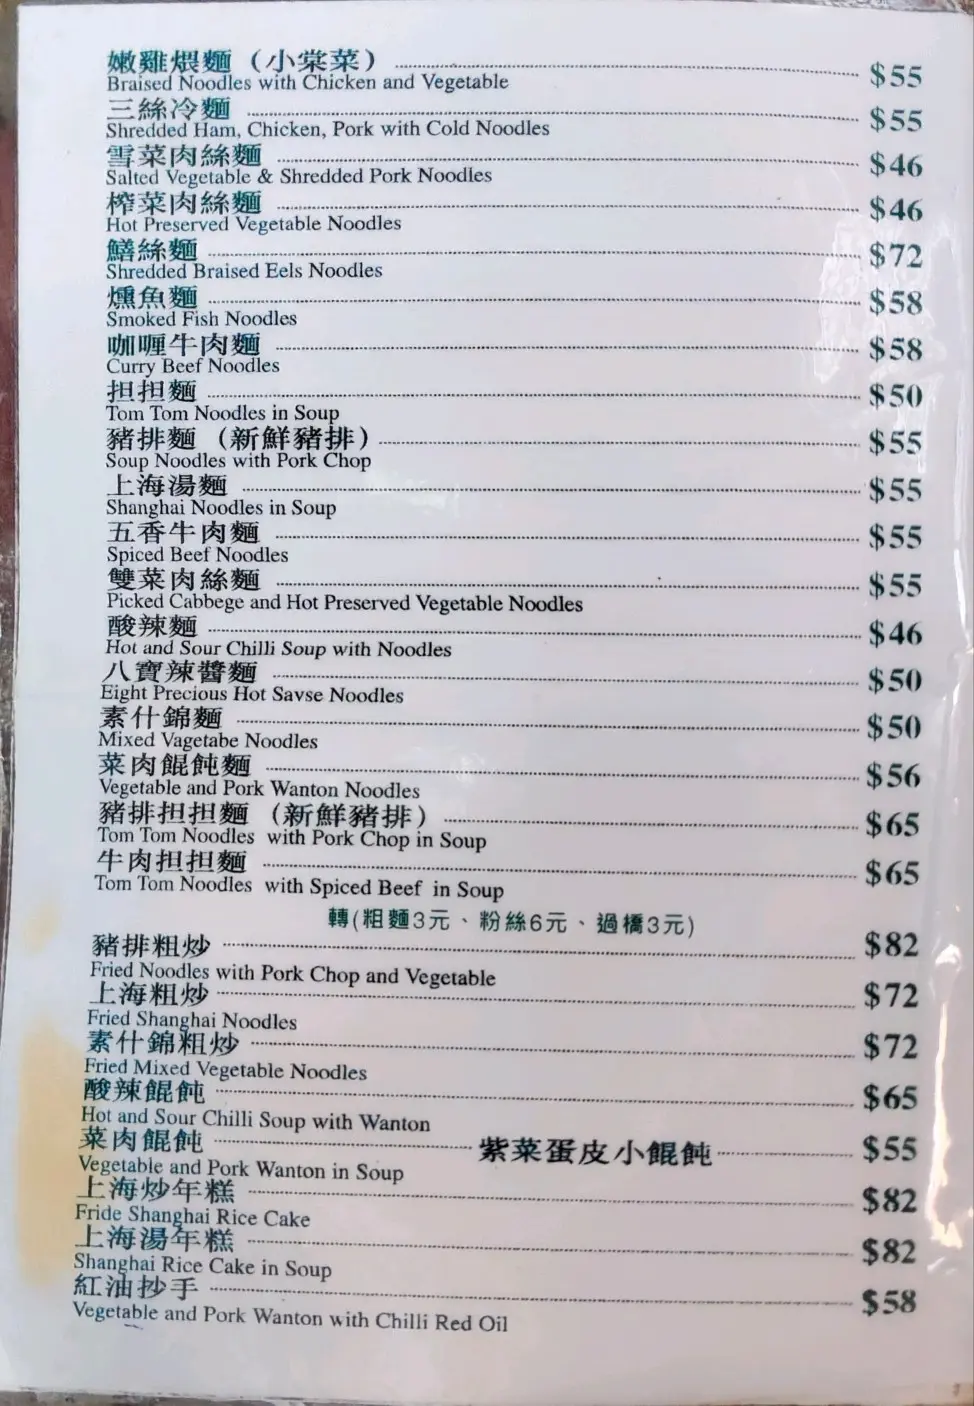 嫩雞煨麵（小棠菜） $55
Braised Noodles with Chicken and Vegetable
三絲冷麵 $55
Shredded Ham, Chicken, Pork with Cold Noodles
雪菜肉絲麵 $46
Salted Vegetable & Shredded Pork Noodles
榨菜肉絲麵 $46
Hot Preserved Vegetable Noodles
鱔絲麵 $72
Shredded Braised Eels Noodles
燻魚麵 $58
Smoked Fish Noodles
咖喱牛肉麵 $58
Curry Beef Noodles
担担麵 $50
Tom Tom Noodles in Soup
豬排麵（新鮮豬排） $55
Soup Noodles with Pork Chop
上海湯麵 $55
Shanghai Noodles in Soup
五香牛肉麵 $55
Spiced Beef Noodles
雙菜肉絲麵 $55
Picked Cabbege and Hot Preserved Vegetable Noodles
酸辣麵 $46
Hot and Sour Chilli Soup with Noodles
八寶辣醬麵 $50
Eight Precious Hot Savse Noodles
素什錦麵 $50
Mixed Vagetabe Noodles
菜肉餛飩麵 $56
Vegetable and Pork Wanton Noodles
豬排担担麵（新鮮豬排） $65
Tom Tom Noodles with Pork Chop in Soup
牛肉担担麵 $65
Tom Tom Noodles with Spiced Beef in Soup
轉(粗麵3元、粉絲6元、過橋3元)
豬排粗炒 $82
Fried Noodles with Pork Chop and Vegetable
上海粗炒 $72
Fried Shanghai Noodles
素什錦粗炒 $72
Fried Mixed Vegetable Noodles
酸辣餛飩 $65
Hot and Sour Chilli Soup with Wanton
菜肉餛飩 紫菜蛋皮小餛飩 $55
Vegetable and Pork Wanton in Soup
上海炒年糕 $82
Fride Shanghai Rice Cake
上海湯年糕 $82
Shanghai Rice Cake in Soup
紅油抄手 $58
Vegetable and Pork Wanton with Chilli Red Oil